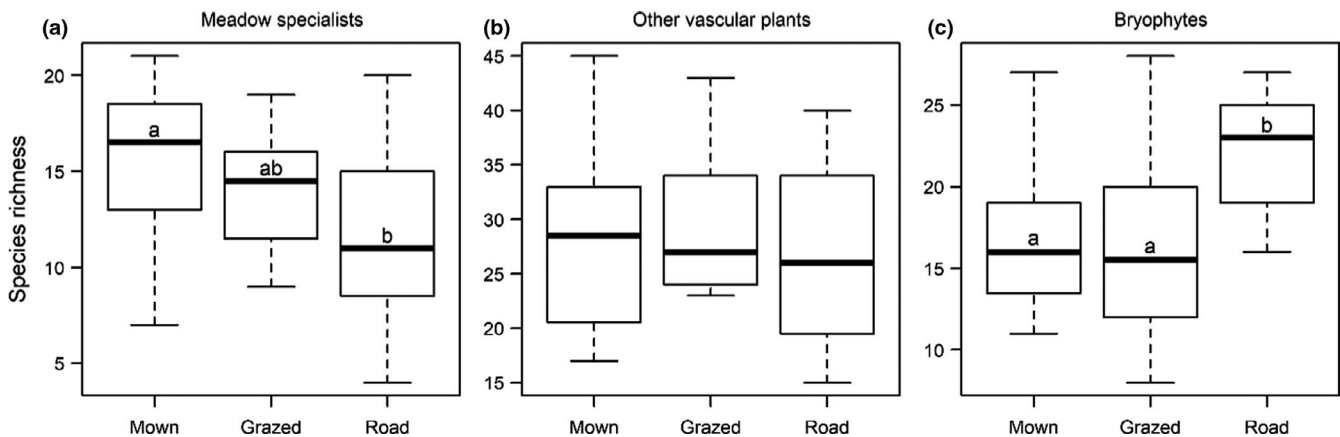 (a) Meadow specialists
Species richness
20
15
10
5
a
ab
b
Mown Grazed Road
(b) Other vascular plants
45
40
35
30
25
20
15
Mown Grazed Road
(c) Bryophytes
25
20
15
10
a
a
b
Mown Grazed Road